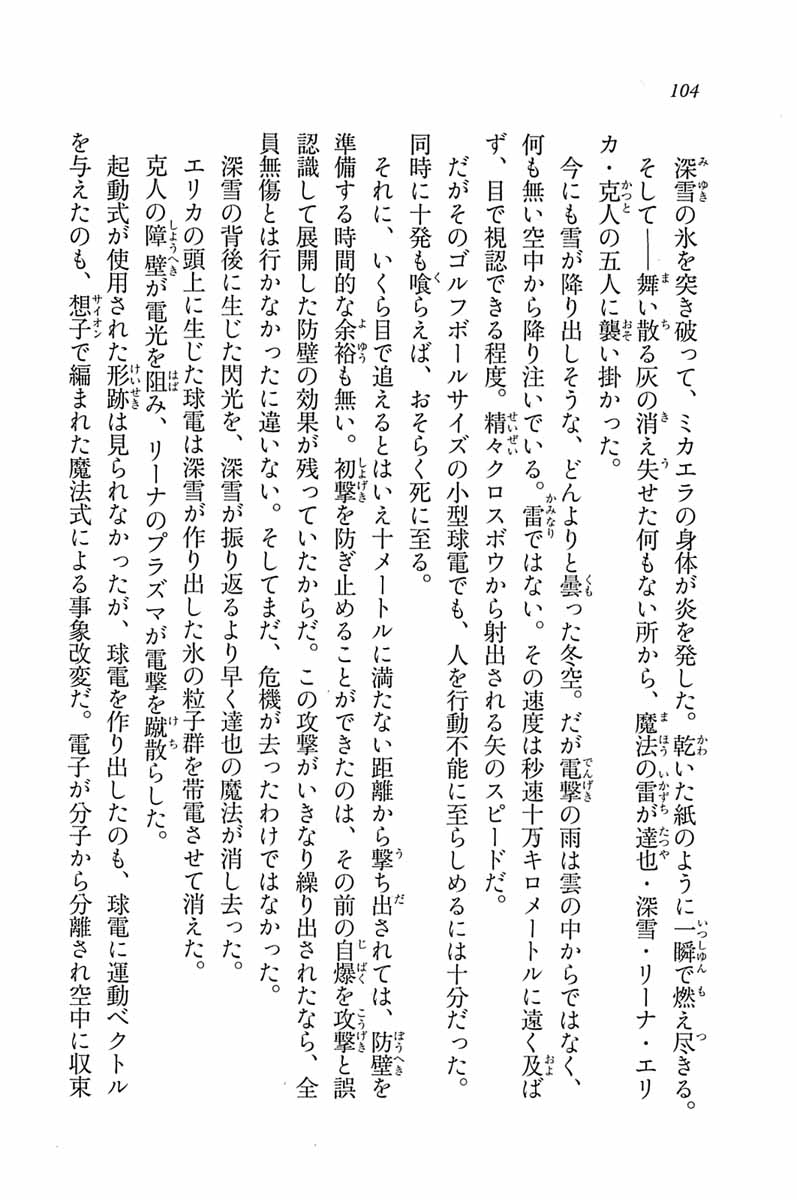 104
深雪の氷を突き破って、ミカエラの身体が炎を発した。乾いた紙のように一瞬で燃え尽きる。
そして――舞い散る灰の消え失せた何もない所から、魔法の雷が達也・深雪・リーナ・エリ
カ・克人の五人に襲い掛かった。
今にも雪が降り出しそうな、どんよりと曇った冬空。だが電撃の雨は雲の中からではなく、
何も無い空中から降り注いでいる。雷ではない。その速度は秒速十万キロメートルに遠く及ば
ず、目で視認できる程度。精々クロスボウから射出される矢のスピードだ。
だがそのゴルフボールサイズの小型球電でも、人を行動不能に至らしめるには十分だった。
同時に十発も喰らえば、おそらく死に至る。
それに、いくら目で追えるとはいえ十メートルに満たない距離から撃ち出されては、防壁を
準備する時間的な余裕も無い。初撃を防ぎ止めることができたのは、その前の自爆を攻撃と誤
認識して展開した防壁の効果が残っていたからだ。この攻撃がいきなり繰り出されたなら、全
員無傷とは行かなかったに違いない。そしてまだ、危機が去ったわけではなかった。
深雪の背後に生じた閃光を、深雪が振り返るより早く達也の魔法が消し去った。
エリカの頭上に生じた球電は深雪が作り出した氷の粒子群を帯電させて消えた。
克人の障壁が電光を阻み、リーナのプラズマが電撃を蹴散らした。
起動式が使用された形跡は見られなかったが、球電を作り出したのも、球電に運動ベクトル
を与えたのも、想子で編まれた魔法式による事象改変だ。電子が分子から分離され空中に収束